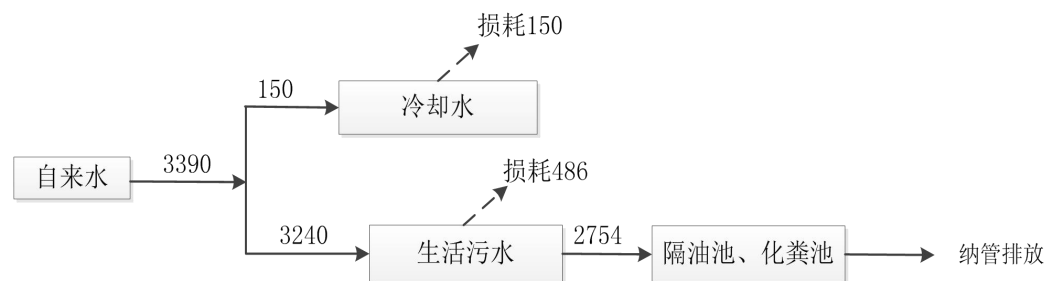 损耗150
150
冷却水
自来水
3390
损耗486
3240
生活污水
2754
隔油池、化粪池
纳管排放